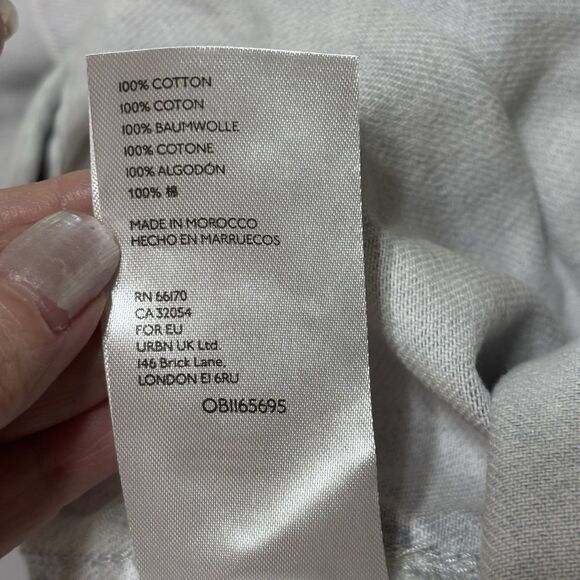 100% COTTON
100% COTON
100% BAUMWOLLE
100% COTONE
100% ALGODÓN
100% 棉
MADE IN MOROCCO
HECHO EN MARRUECOS
RN 66170
CA 32054
FOR EU
URBN UK Ltd.
146 Brick Lane,
LONDON E1 6RU
OB1165695